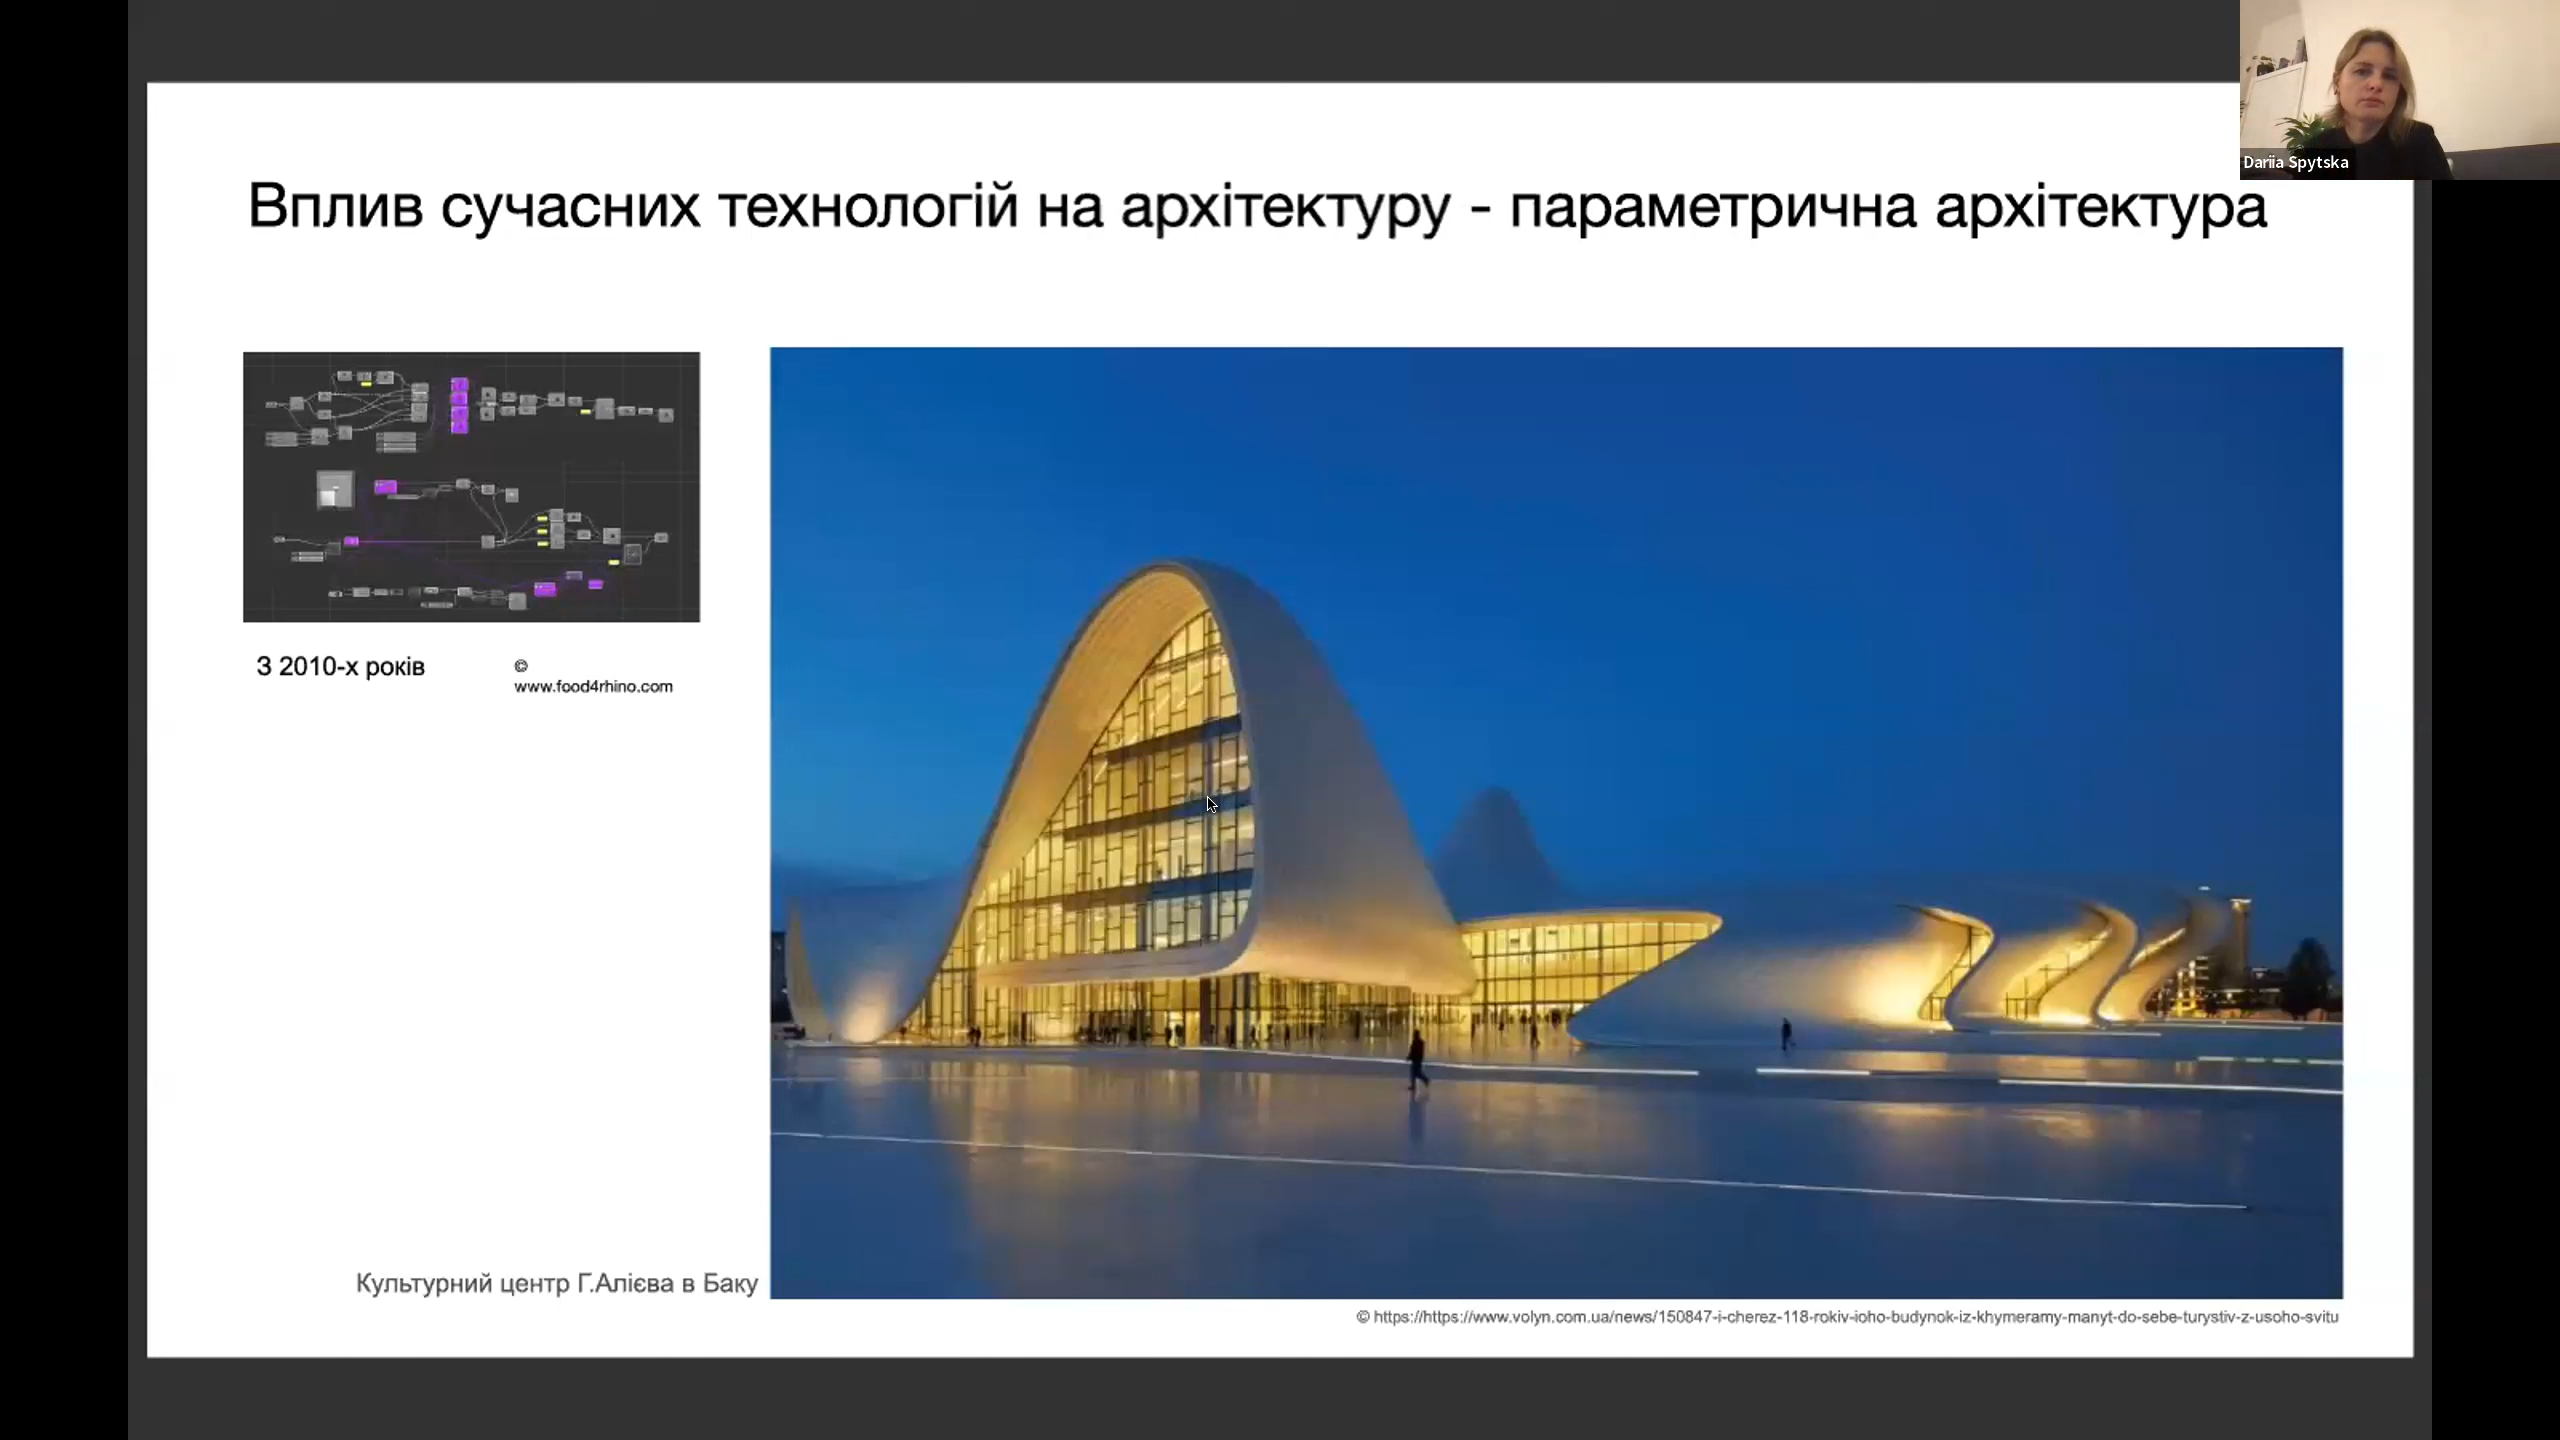 Dariia Spytska
Вплив сучасних технологій на архітектуру - параметрична архітектура
З 2010-х років
©
www.food4rhino.com
Культурний центр Г.Алієва в Баку
© https://https://www.volyn.com.ua/news/150847-i-cherez-118-rokiv-ioho-budynok-iz-khymeramy-manyt-do-sebe-turystiv-z-usoho-svitu